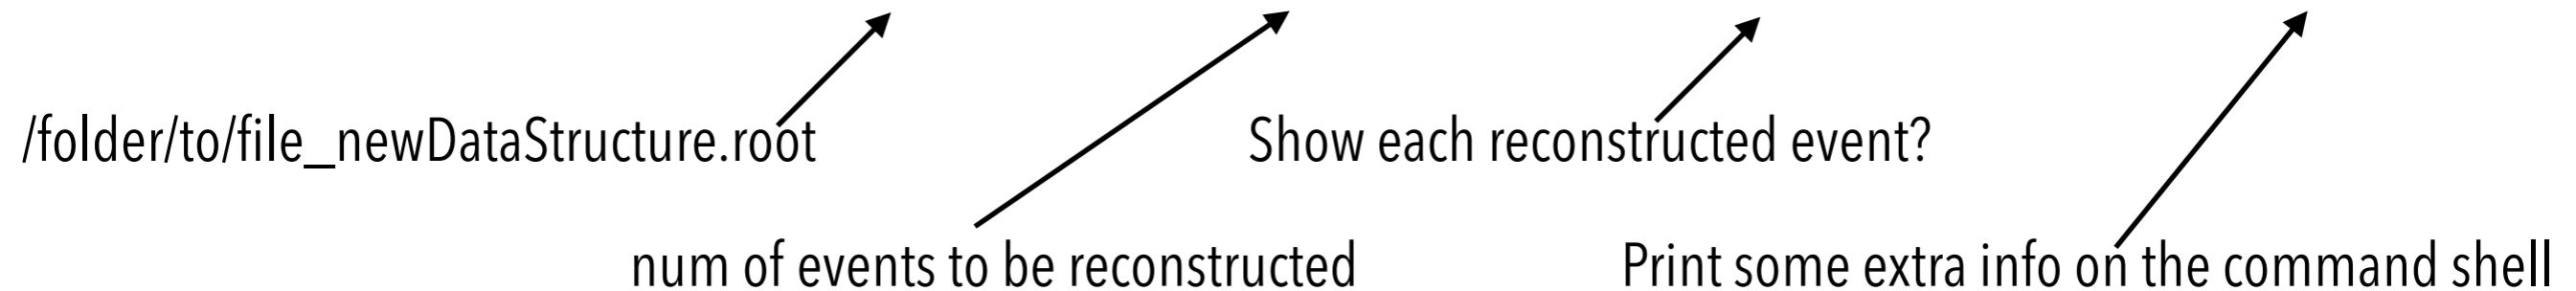 /folder/to/file_newDataStructure.root
Show each reconstructed event?
num of events to be reconstructed
Print some extra info on the command shell